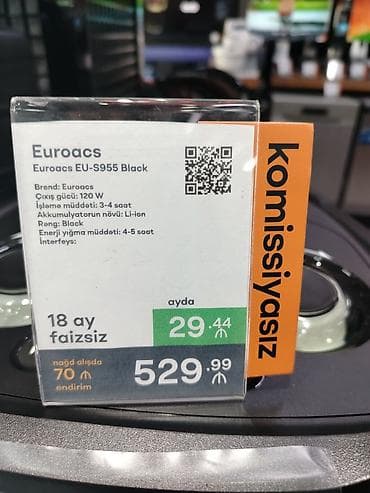 Euroacs
Euroacs EU-S955 Black
Brend: Euroacs
Çıxış gücü: 120 W
İşləmə müddəti: 3-4 saat
Akkumulyatorun növü: Li-ion
Rəng: Black
Enerji yığma müddəti: 4-5 saat
İnterfeys:
18 ay
faizsiz
ayda
29.44 ₼
nağd alışda
70 ₼
endirim
529.99 ₼
komissiyasız